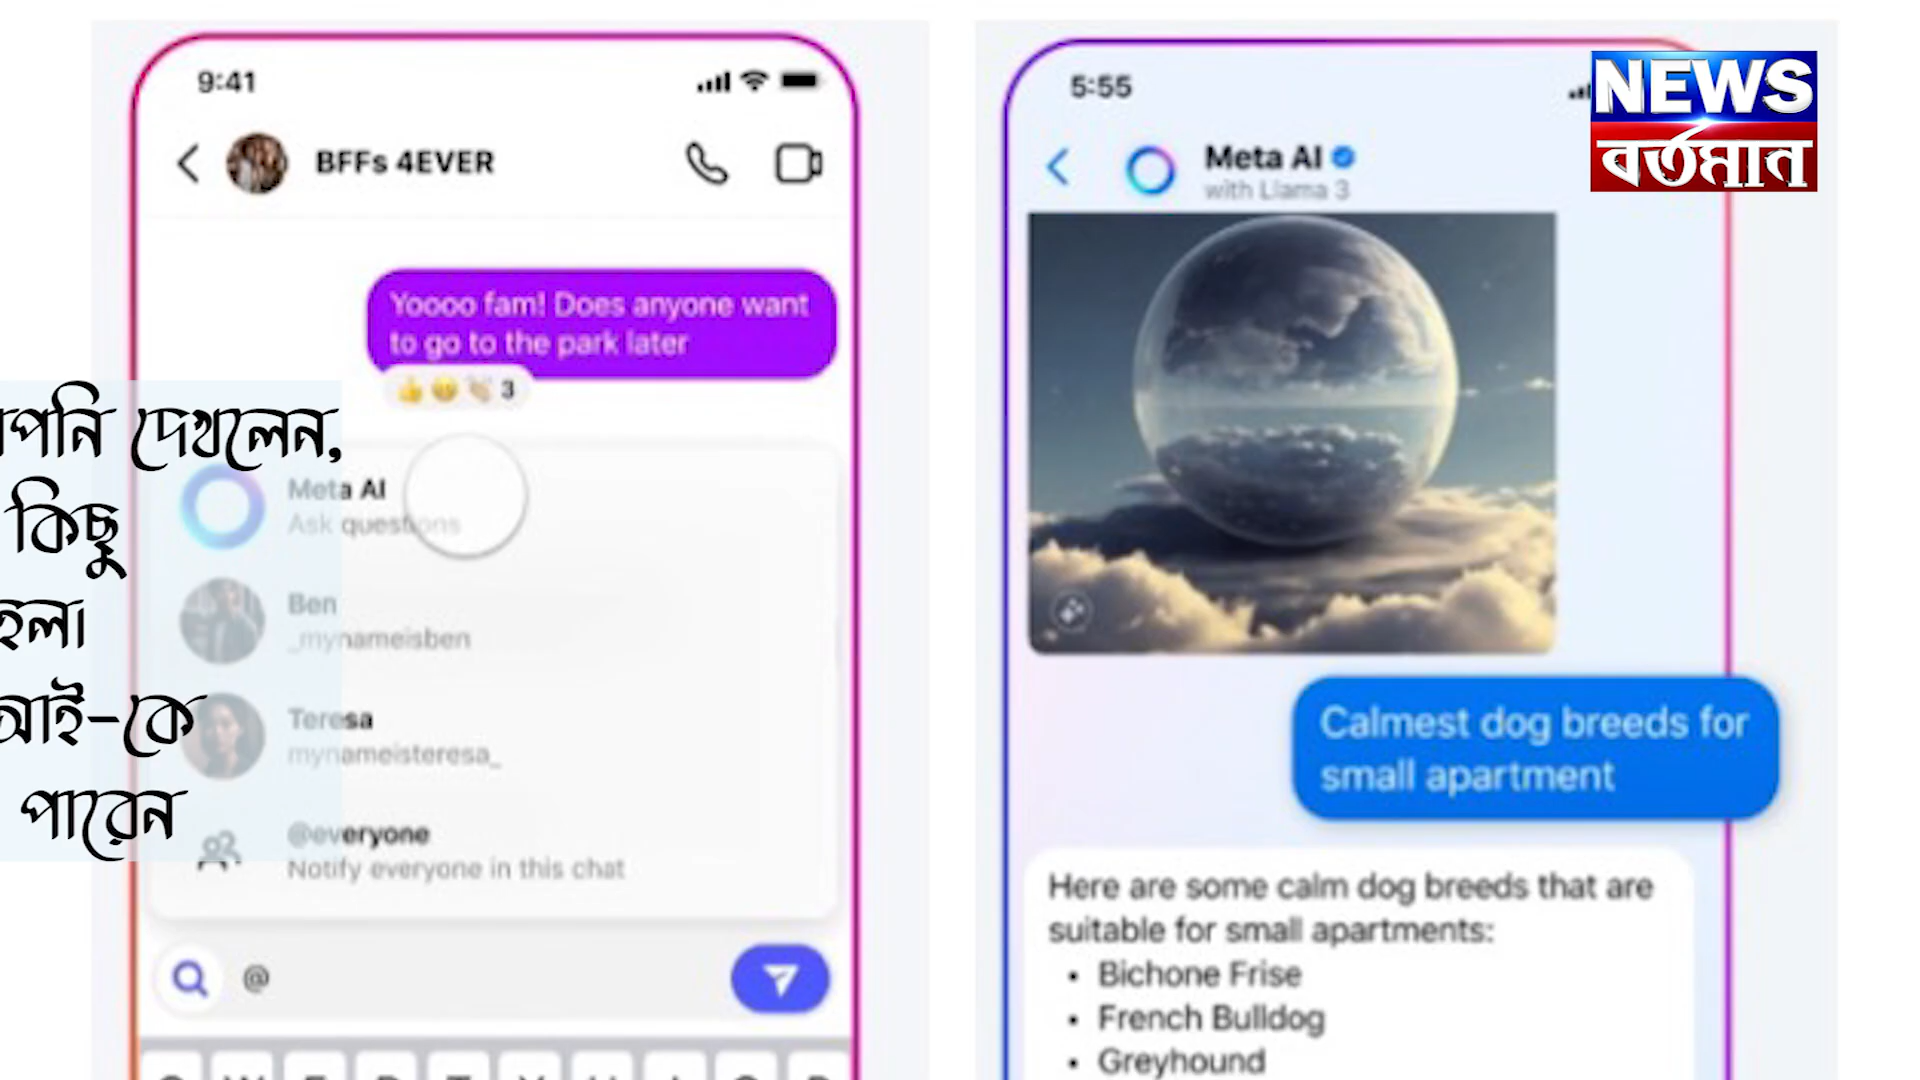 9:41
BFFs 4EVER
Yoooo fam! Does anyone want
to go to the park later
3
Meta AI
Ask questions
Ben
_mynameisben
Teresa
mynameisteresa_
@everyone
Notify everyone in this chat
@
দেখলেন,
কিছু
পারেন
5:55
Meta AI
with Llama 3
Calmest dog breeds for
small apartment
Here are some calm dog breeds that are
suitable for small apartments:
• Bichone Frise
• French Bulldog
• Greyhound
NEWS
বর্তমান